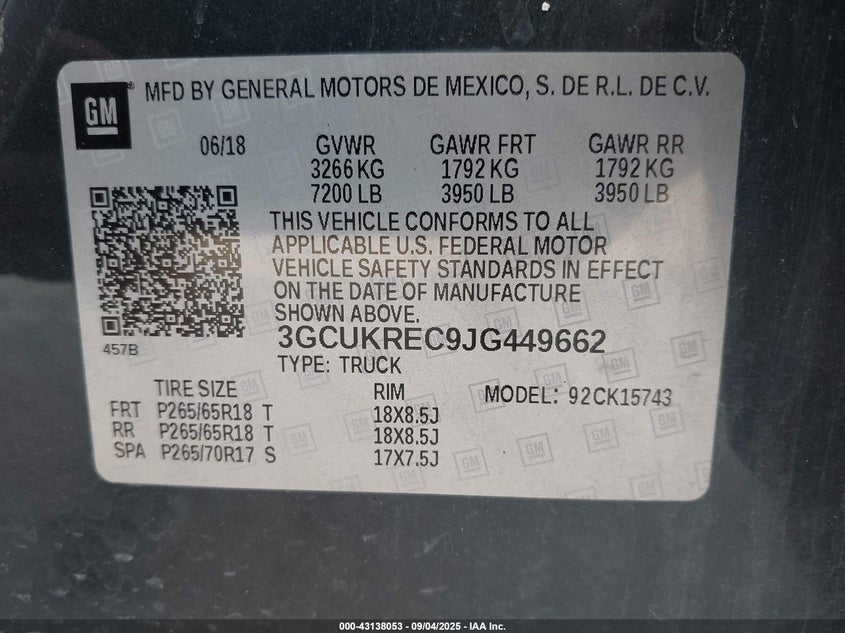 GM
MFD BY GENERAL MOTORS DE MEXICO, S. DE R.L. DE C.V.
06/18 GVWR GAWR FRT GAWR RR
3266 KG 1792 KG 1792 KG
7200 LB 3950 LB 3950 LB
THIS VEHICLE CONFORMS TO ALL
APPLICABLE U.S. FEDERAL MOTOR
VEHICLE SAFETY STANDARDS IN EFFECT
ON THE DATE OF MANUFACTURE
SHOWN ABOVE.
457B
3GCUKREC9JG449662
TYPE: TRUCK
TIRE SIZE RIM MODEL: 92CK15743
FRT P265/65R18 T 18X8.5J
RR P265/65R18 T 18X8.5J
SPA P265/70R17 S 17X7.5J
000-43138053 - 09/04/2025 - IAA Inc.